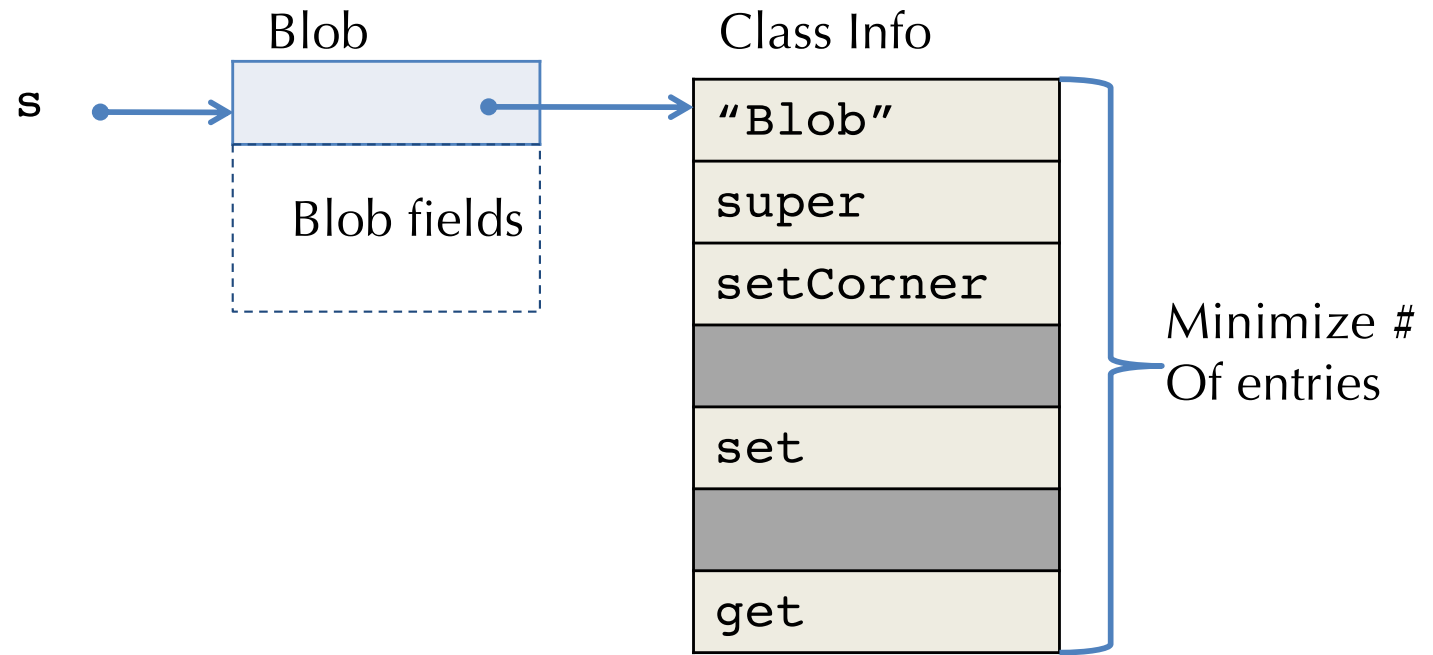 Blob
Class Info
s
“Blob”
super
Blob fields
setCorner
Minimize #
Of entries
set
get